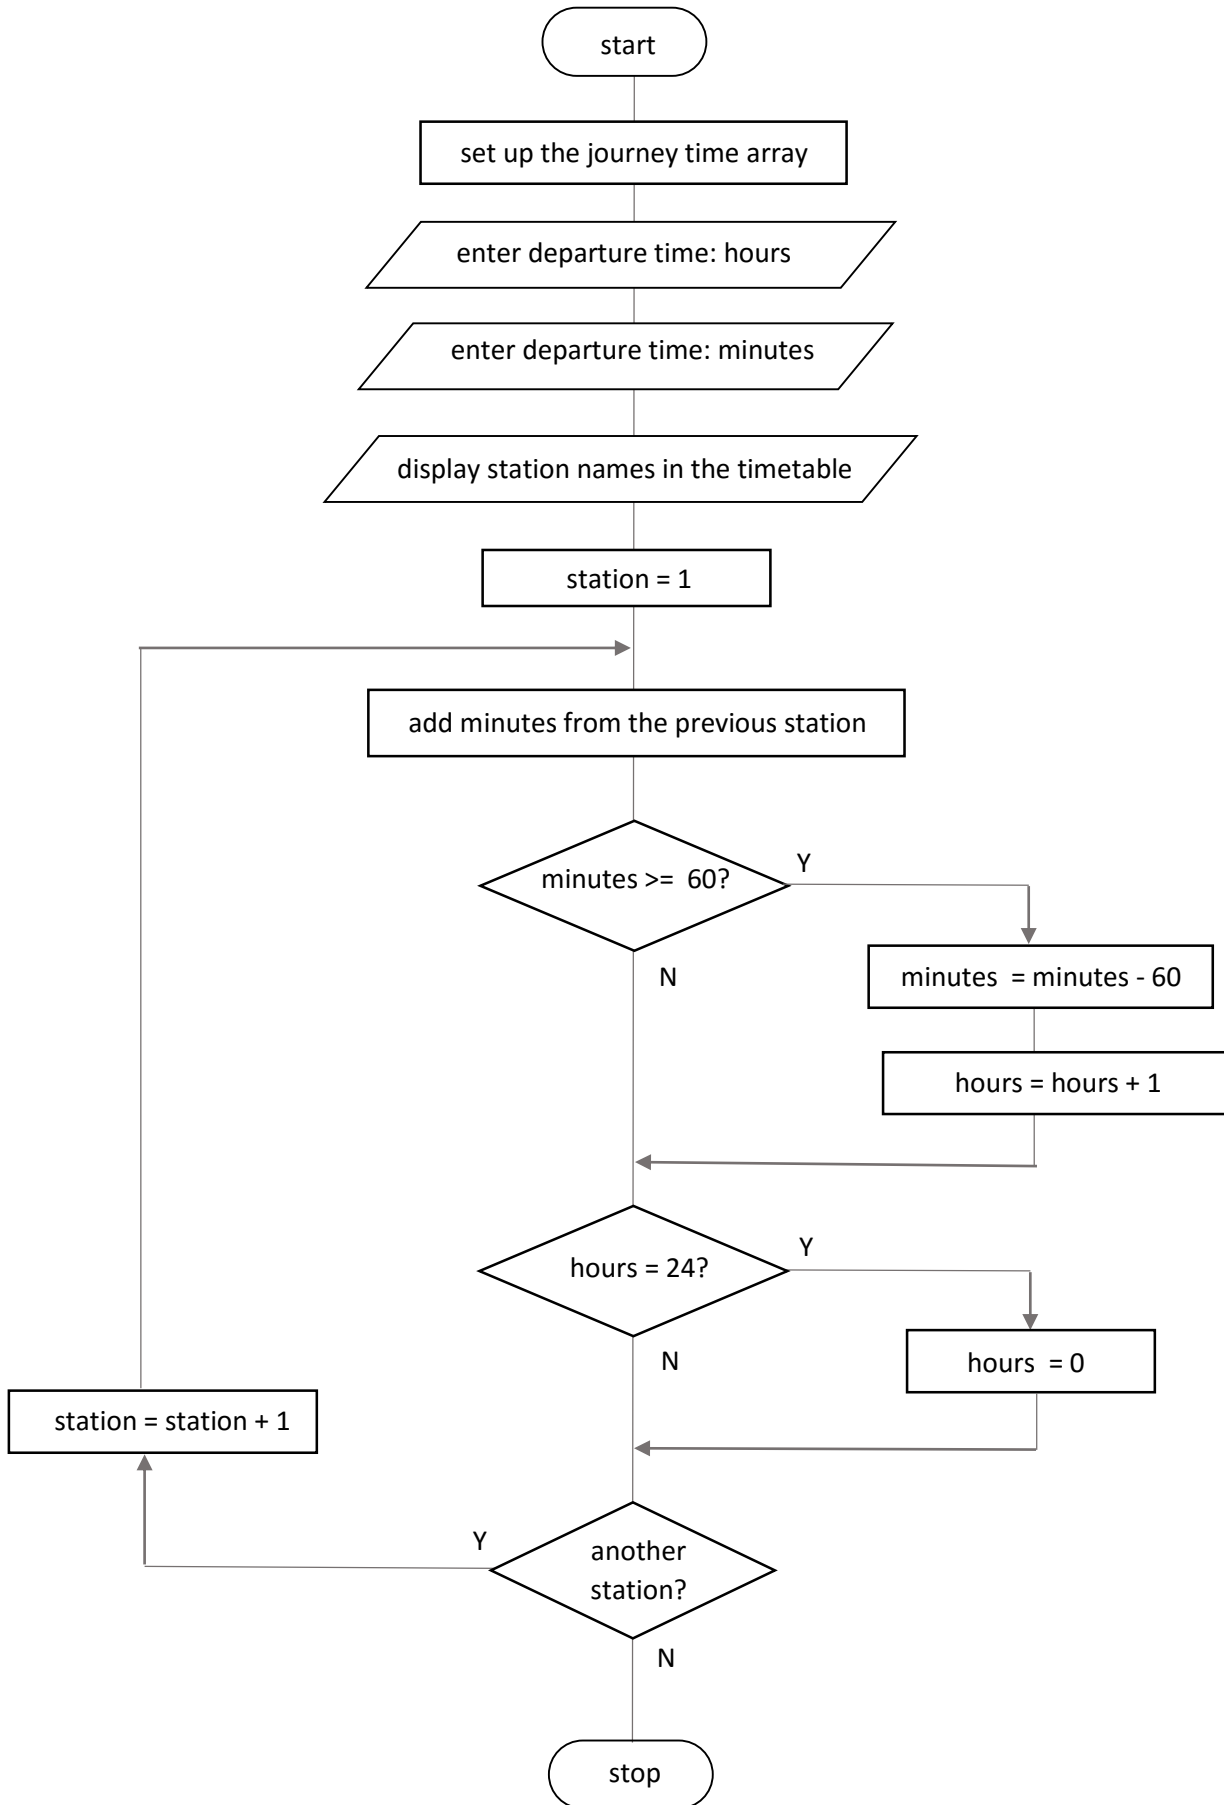 start
set up the journey time array
enter departure time: hours
enter departure time: minutes
display station names in the timetable
station = 1
add minutes from the previous station
minutes >=  60?
Y
N
minutes  = minutes - 60
hours = hours + 1
hours = 24?
Y
N
hours  = 0
station = station + 1
Y
another
station?
N
stop